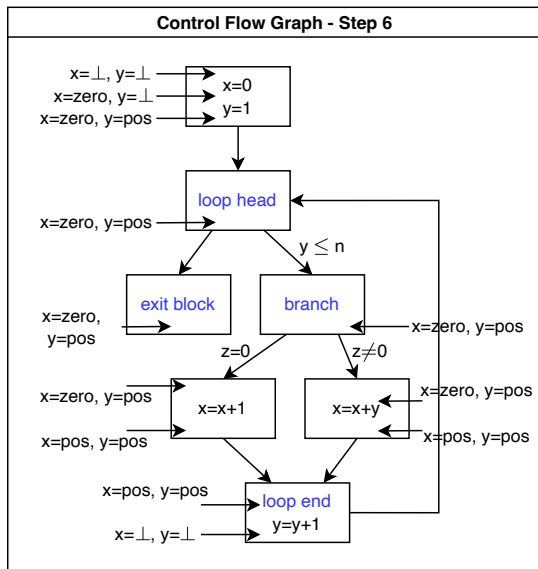 Control Flow Graph - Step 6
x=⊥, y=⊥
x=zero, y=⊥
x=zero, y=pos
x=0
y=1
loop head
x=zero, y=pos
y ≤ n
exit block
branch
x=zero,
y=pos
x=zero, y=pos
z=0
z≠0
x=zero, y=pos
x=x+1
x=x+y
x=zero, y=pos
x=pos, y=pos
x=pos, y=pos
x=pos, y=pos
loop end
y=y+1
x=⊥, y=⊥